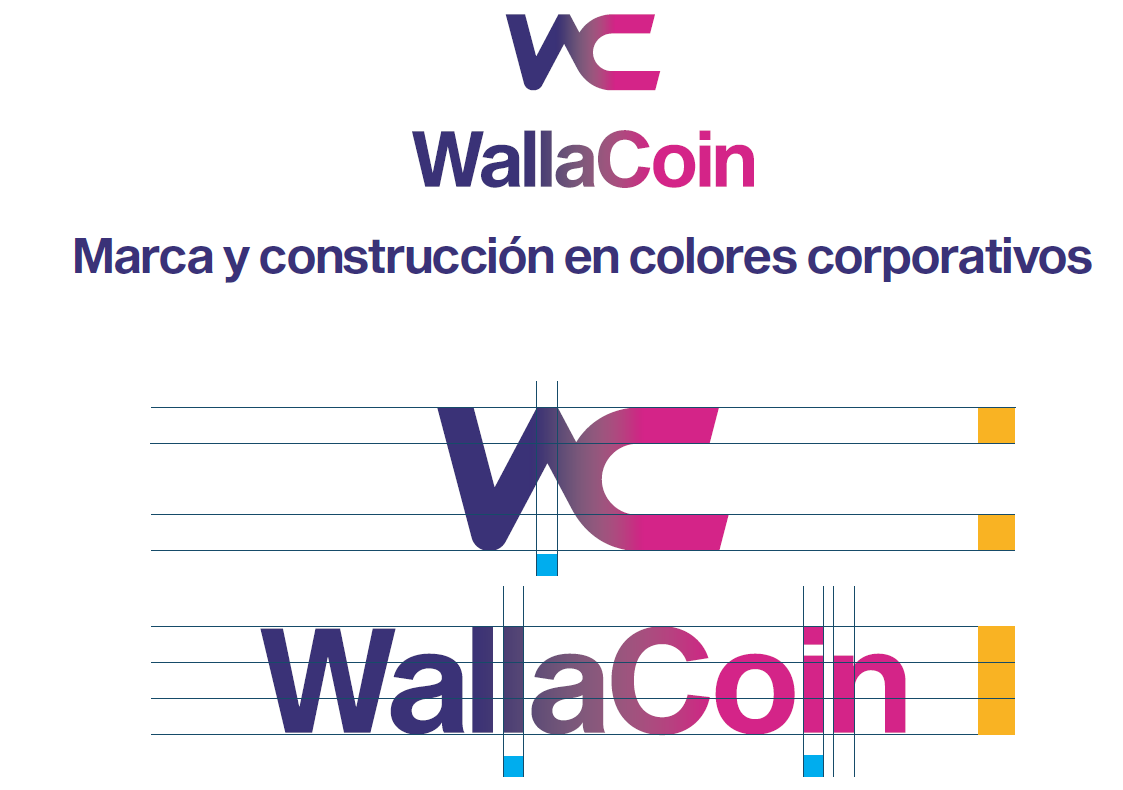 WC
WallaCoin
Marca y construcción en colores corporativos
WC
WallaCoin